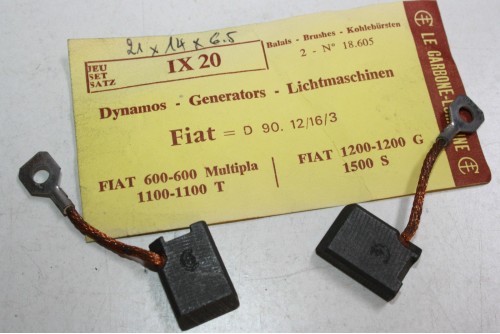 21 x 14 x 6.5
JEU
SET
SATZ
IX 20
Balais - Brushes - Kohlebürsten
2 - N° 18.605
Dynamos - Generators - Lichtmaschinen
Fiat = D 90. 12/16/3
FIAT 600-600 Multipla
1100-1100 T
FIAT 1200-1200 G
1500 S
LE CARBONE-LORRAINE